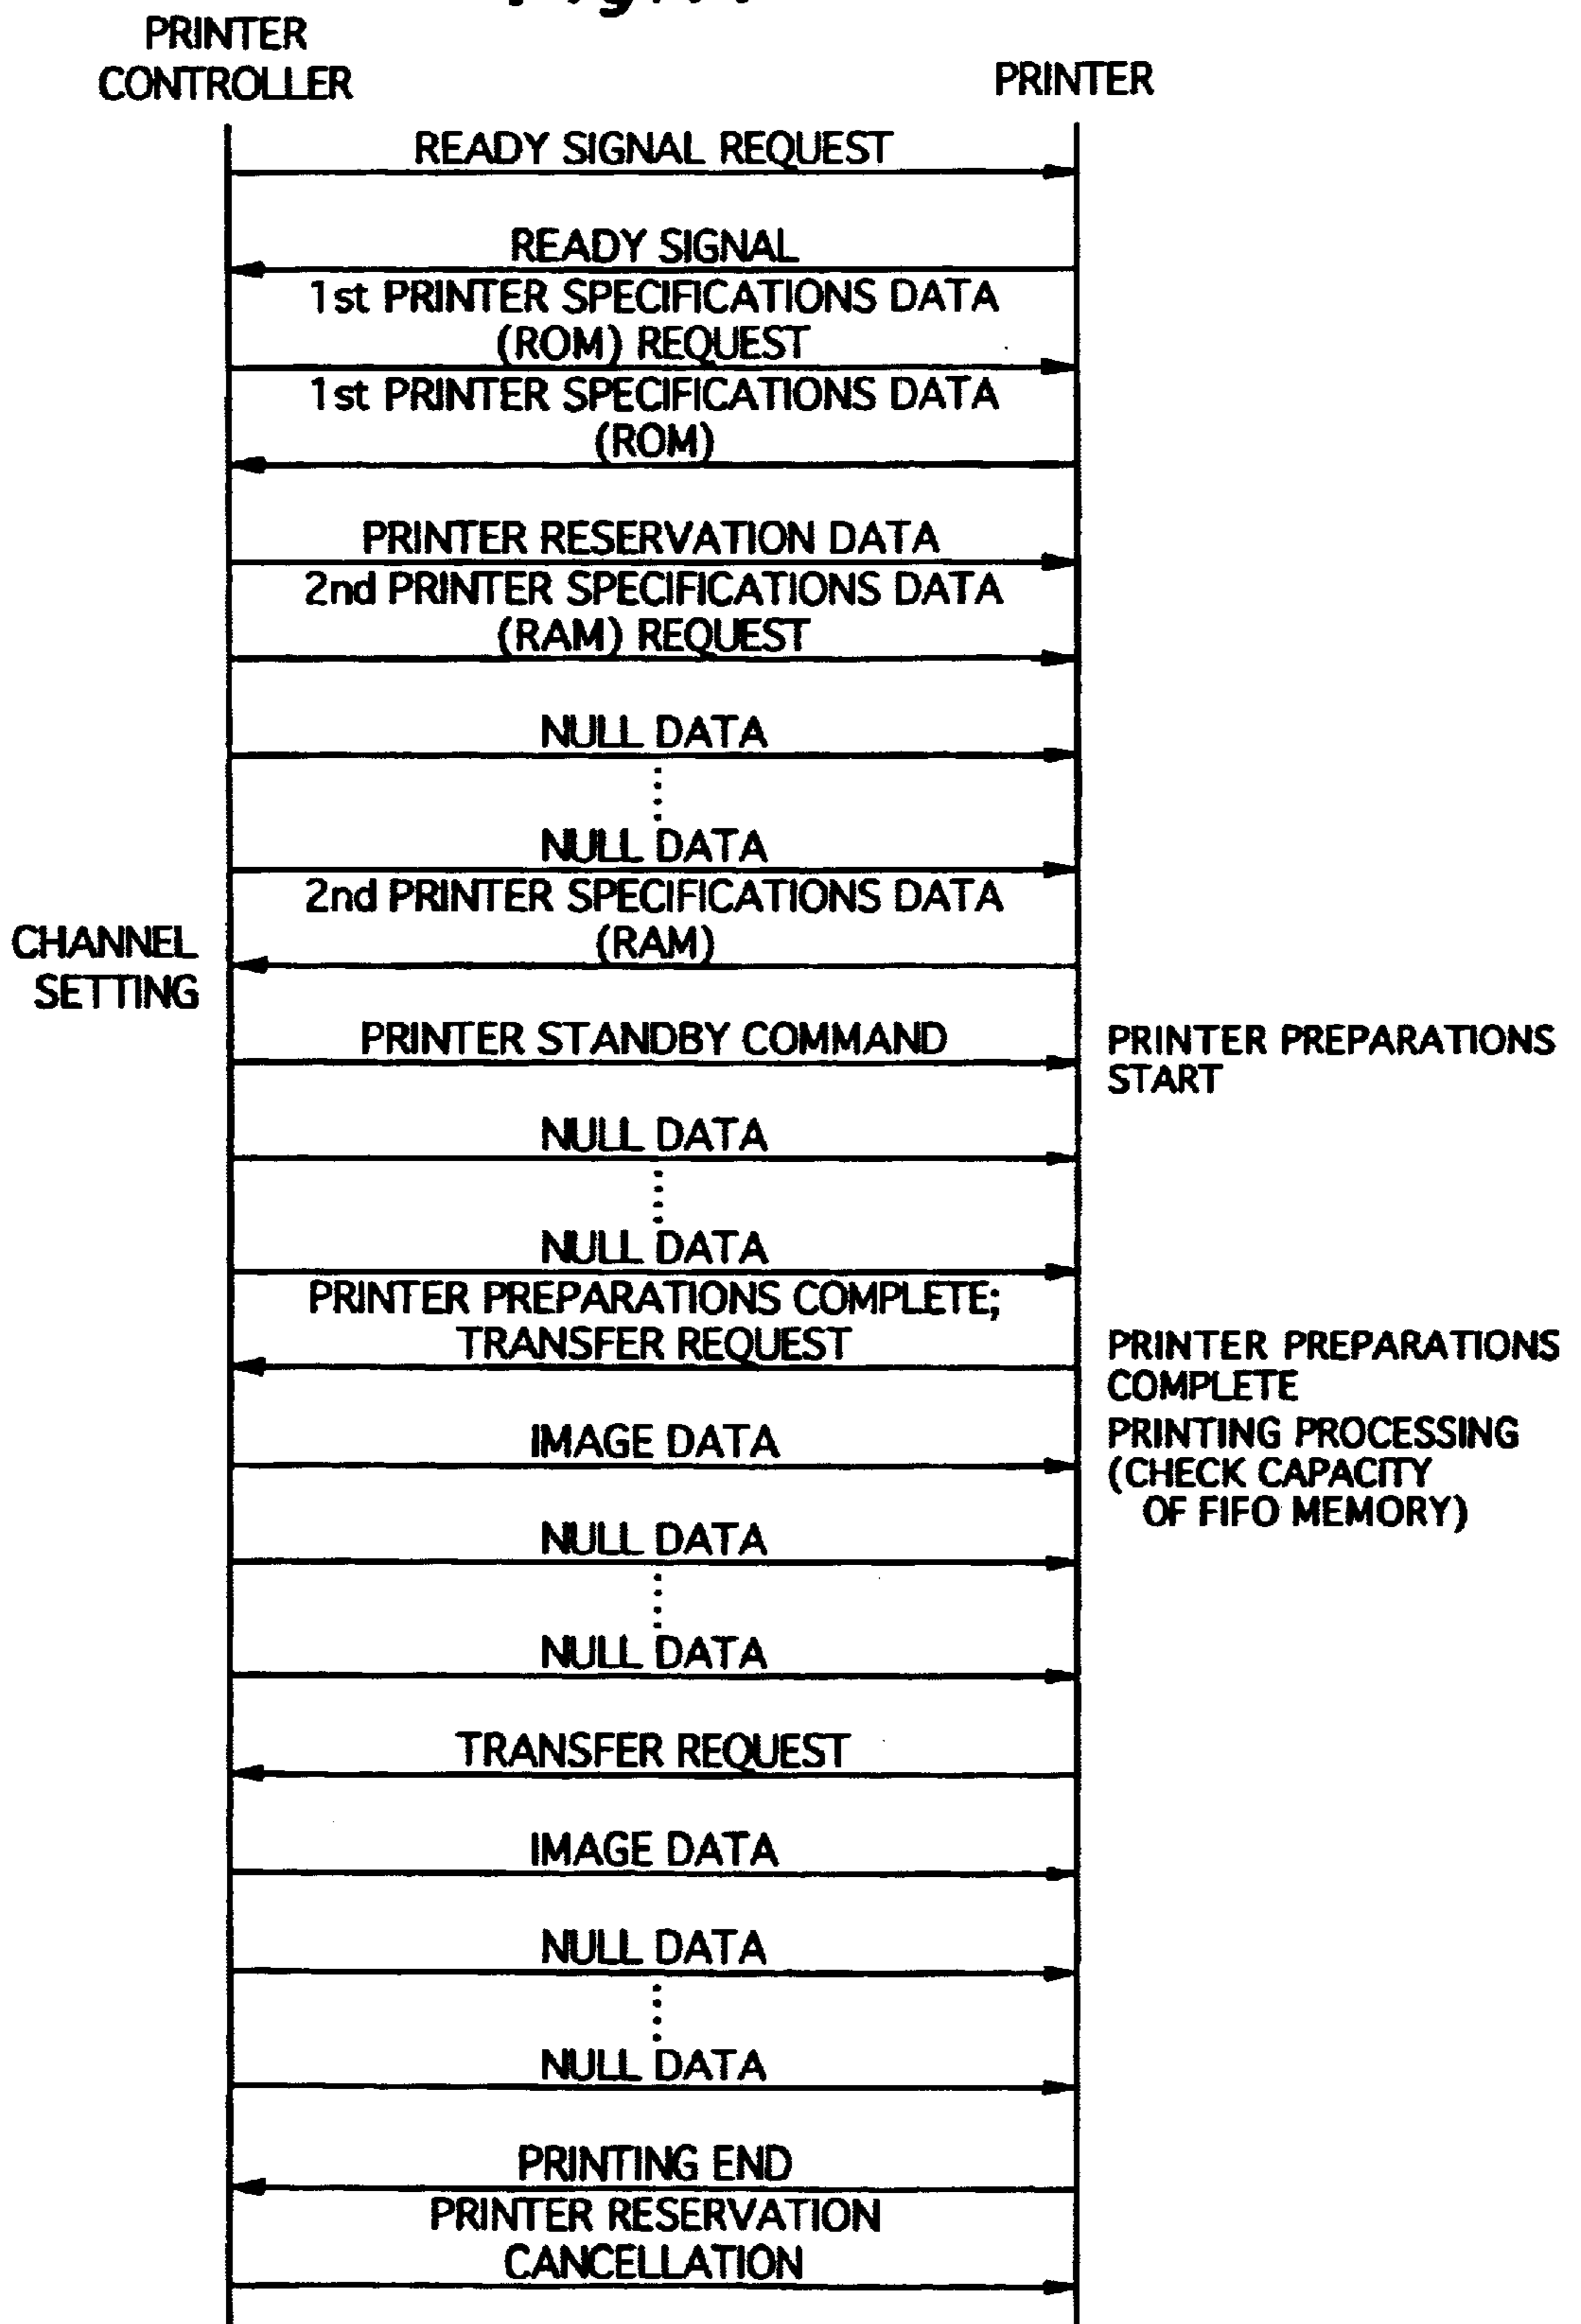 PRINTER
CONTROLLER
PRINTER
READY SIGNAL REQUEST
READY SIGNAL
1st PRINTER SPECIFICATIONS DATA
(ROM) REQUEST
1st PRINTER SPECIFICATIONS DATA
(ROM)
PRINTER RESERVATION DATA
2nd PRINTER SPECIFICATIONS DATA
(RAM) REQUEST
NULL DATA
NULL DATA
2nd PRINTER SPECIFICATIONS DATA
(RAM)
CHANNEL
SETTING
PRINTER STANDBY COMMAND
PRINTER PREPARATIONS
START
NULL DATA
NULL DATA
PRINTER PREPARATIONS COMPLETE;
TRANSFER REQUEST
PRINTER PREPARATIONS
COMPLETE
IMAGE DATA
PRINTING PROCESSING
(CHECK CAPACITY
OF FIFO MEMORY)
NULL DATA
NULL DATA
TRANSFER REQUEST
IMAGE DATA
NULL DATA
NULL DATA
PRINTING END
PRINTER RESERVATION
CANCELLATION